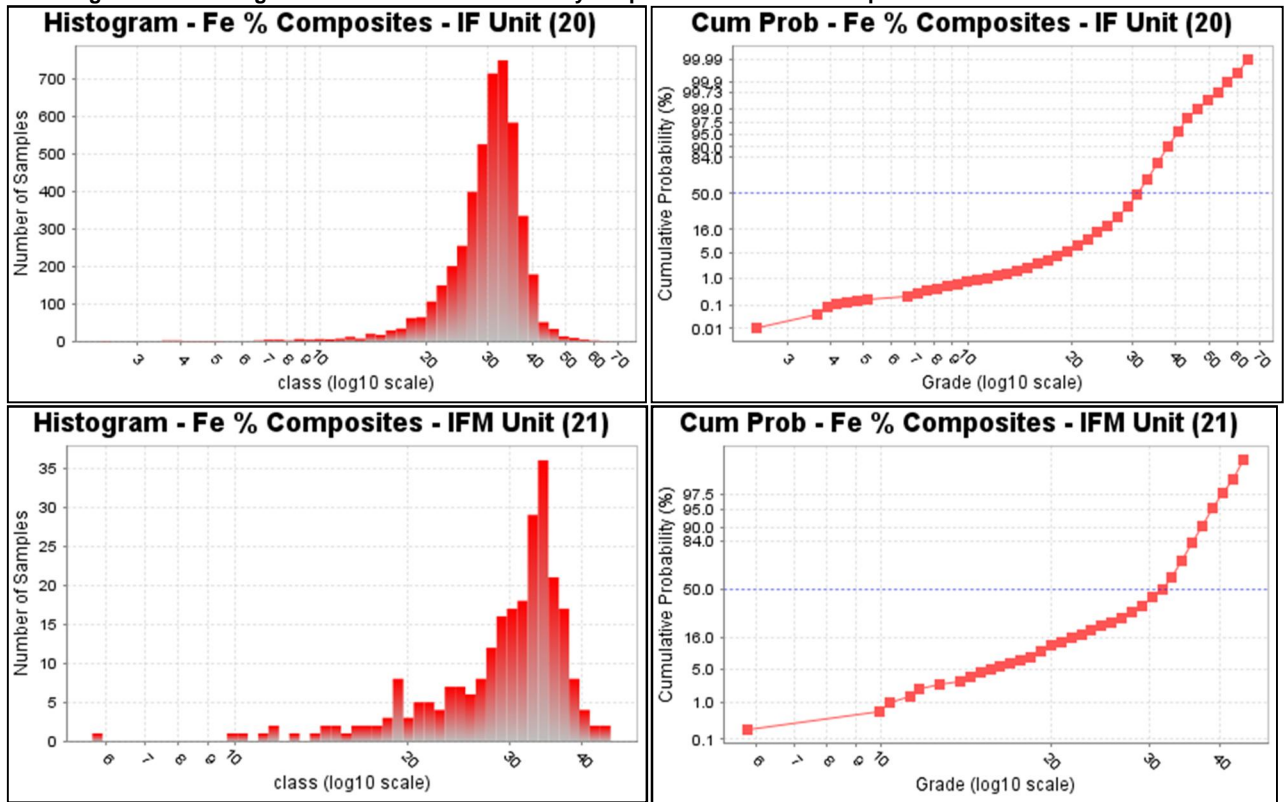 Histogram - Fe % Composites - IF Unit (20)
Number of Samples
700
600
500
400
300
200
100
0
3 4 5 6 7 8 9 10 20 30 40 50 60 70
class (log10 scale)
Cum Prob - Fe % Composites - IF Unit (20)
Cumulative Probability (%)
99.99
99.9
99.73
99.0
97.5
95.0
90.0
84.0
50.0
16.0
5.0
1.0
0.1
0.01
3 4 5 6 7 8 9 10 20 30 40 50 60 70
Grade (log10 scale)
Histogram - Fe % Composites - IFM Unit (21)
Number of Samples
35
30
25
20
15
10
5
0
6 7 8 9 10 20 30 40
class (log10 scale)
Cum Prob - Fe % Composites - IFM Unit (21)
Cumulative Probability (%)
97.5
95.0
90.0
84.0
50.0
16.0
5.0
1.0
0.1
6 7 8 9 10 20 30 40
Grade (log10 scale)